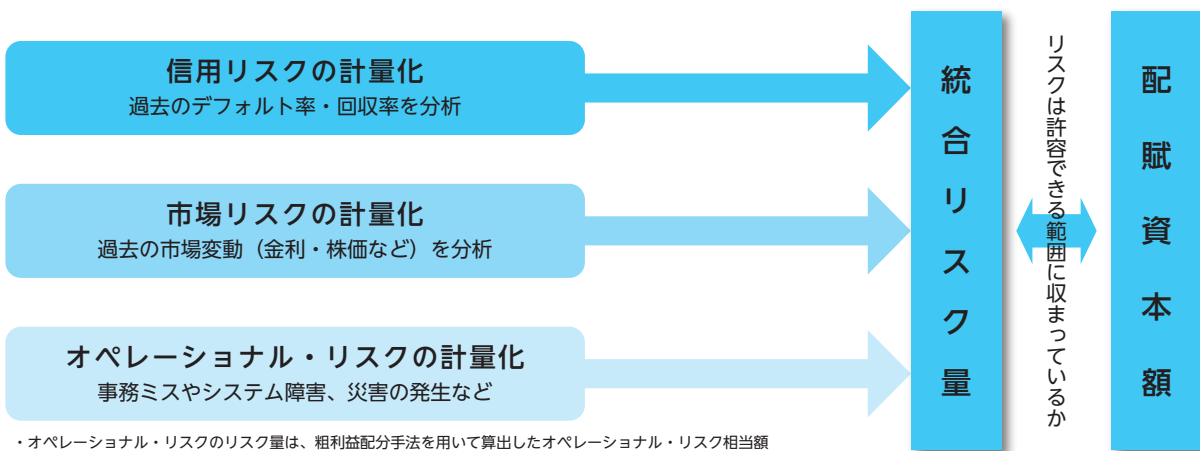 信用リスクの計量化
過去のデフォルト率・回収率を分析
市場リスクの計量化
過去の市場変動（金利・株価など）を分析
オペレーショナル・リスクの計量化
事務ミスやシステム障害、災害の発生など
・オペレーショナル・リスクのリスク量は、粗利益配分手法を用いて算出したオペレーショナル・リスク相当額
統合リスク量
リスクは許容できる範囲に収まっているか
配賦資本額